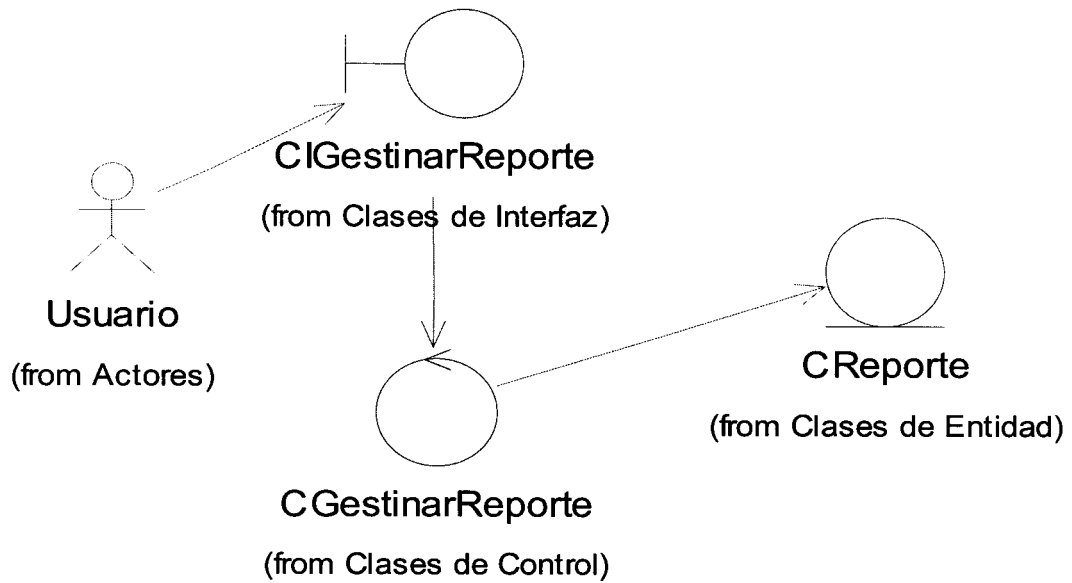 CIGestinarReporte
(from Clases de Interfaz)
Usuario
(from Actores)
CReporte
(from Clases de Entidad)
CGestinarReporte
(from Clases de Control)